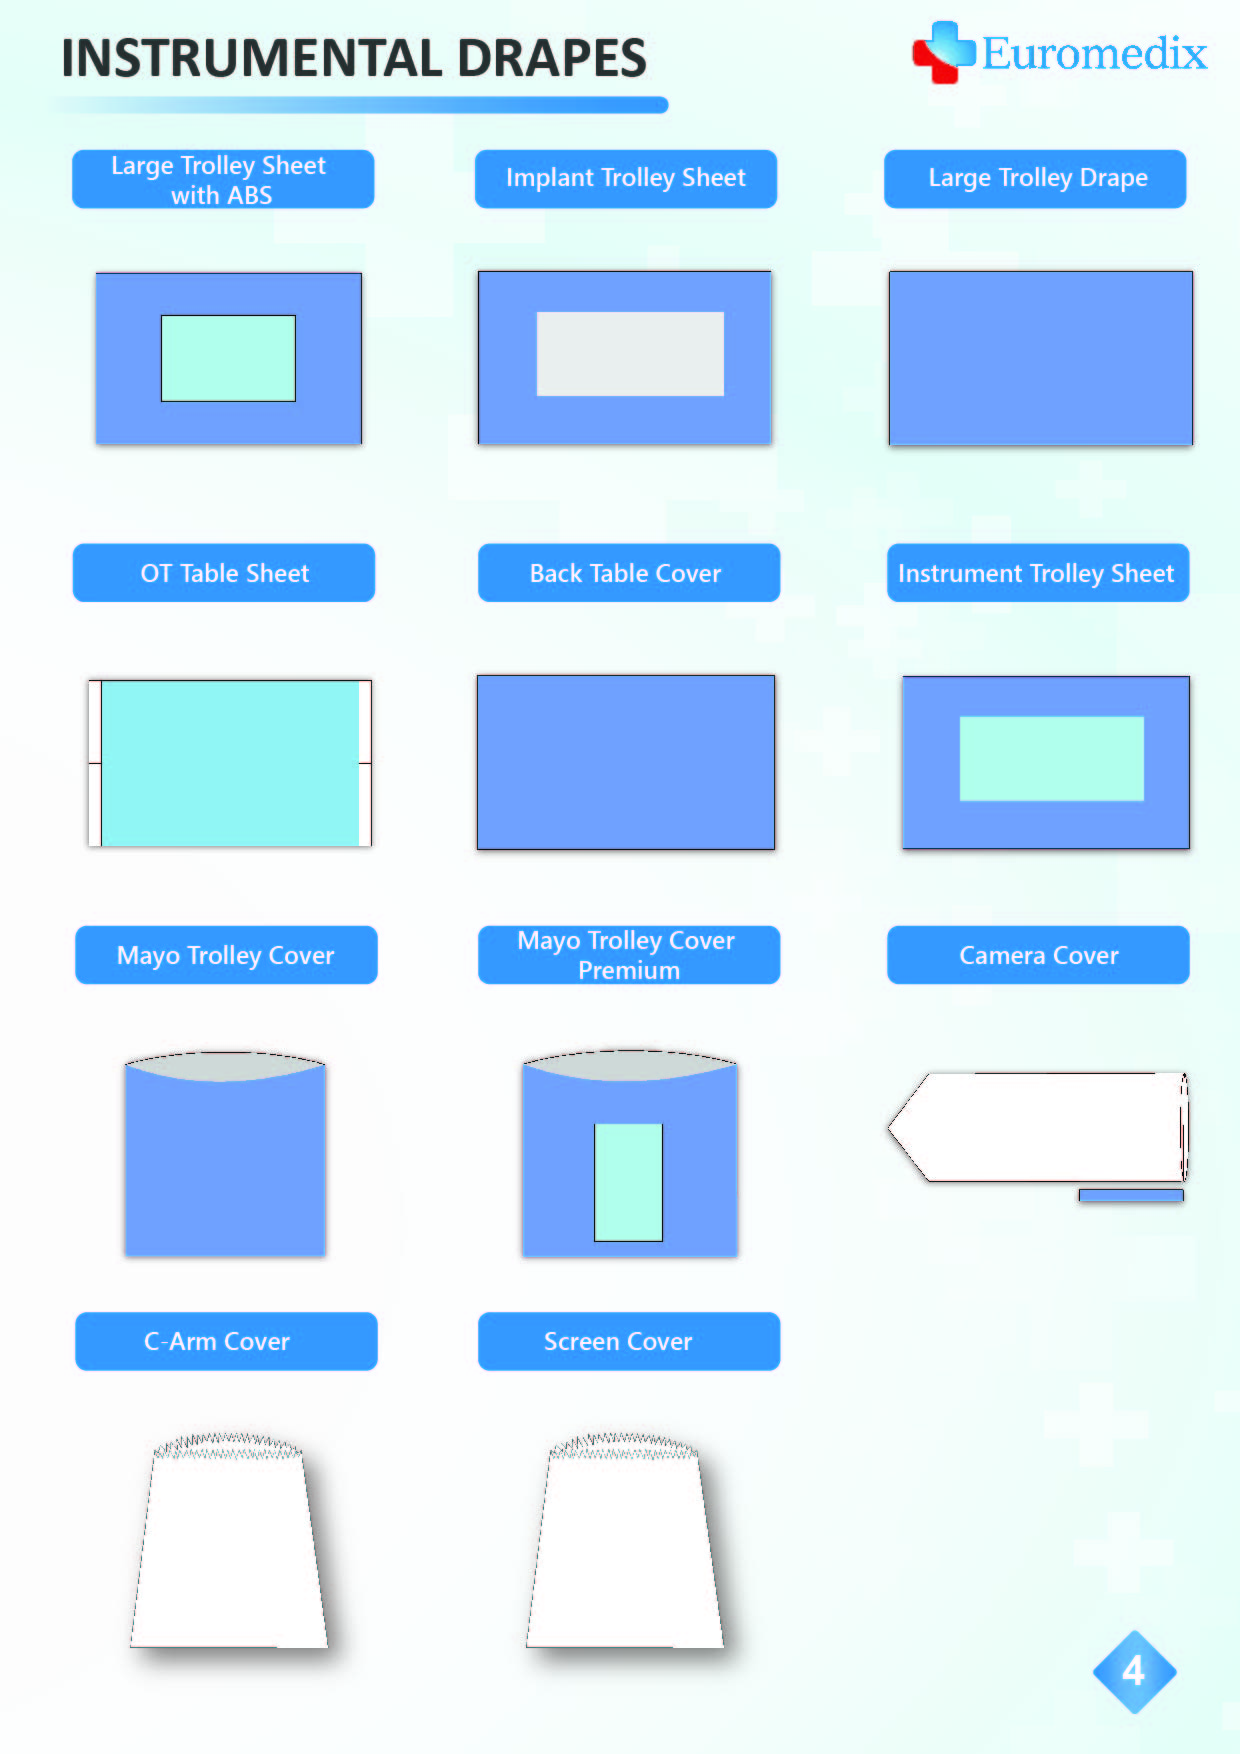 INSTRUMENTAL DRAPES
Euromedix
Large Trolley Sheet
with ABS
Implant Trolley Sheet
Large Trolley Drape
OT Table Sheet
Back Table Cover
Instrument Trolley Sheet
Mayo Trolley Cover
Mayo Trolley Cover
Premium
Camera Cover
C-Arm Cover
Screen Cover
4